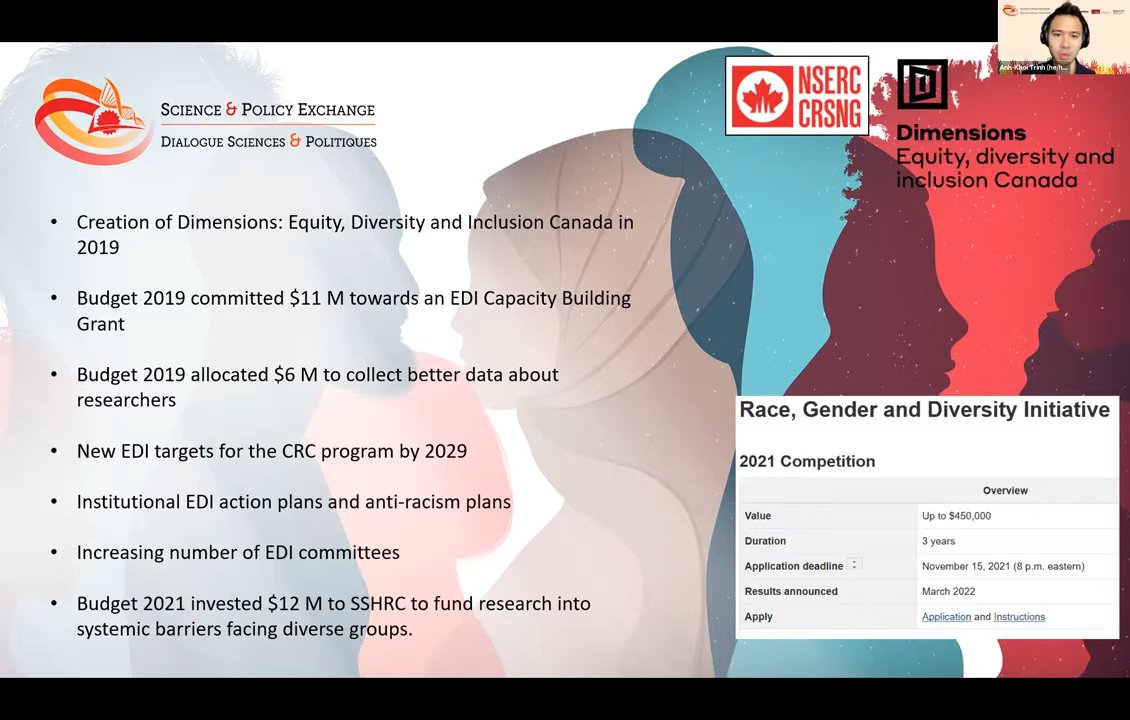 SCIENCE & POLICY EXCHANGE
DIALOGUE SCIENCES & POLITIQUES
NSERC
CRSNG
Dimensions
Equity, diversity and
inclusion Canada
• Creation of Dimensions: Equity, Diversity and Inclusion Canada in
2019
• Budget 2019 committed $11 M towards an EDI Capacity Building
Grant
• Budget 2019 allocated $6 M to collect better data about
researchers
• New EDI targets for the CRC program by 2029
• Institutional EDI action plans and anti-racism plans
• Increasing number of EDI committees
• Budget 2021 invested $12 M to SSHRC to fund research into
systemic barriers facing diverse groups.
Race, Gender and Diversity Initiative
2021 Competition
Overview
Value Up to $450,000
Duration 3 years
Application deadline November 15, 2021 (8 p.m. eastern)
Results announced March 2022
Apply Application and Instructions
Anh-Khoi Trinh (he/h...